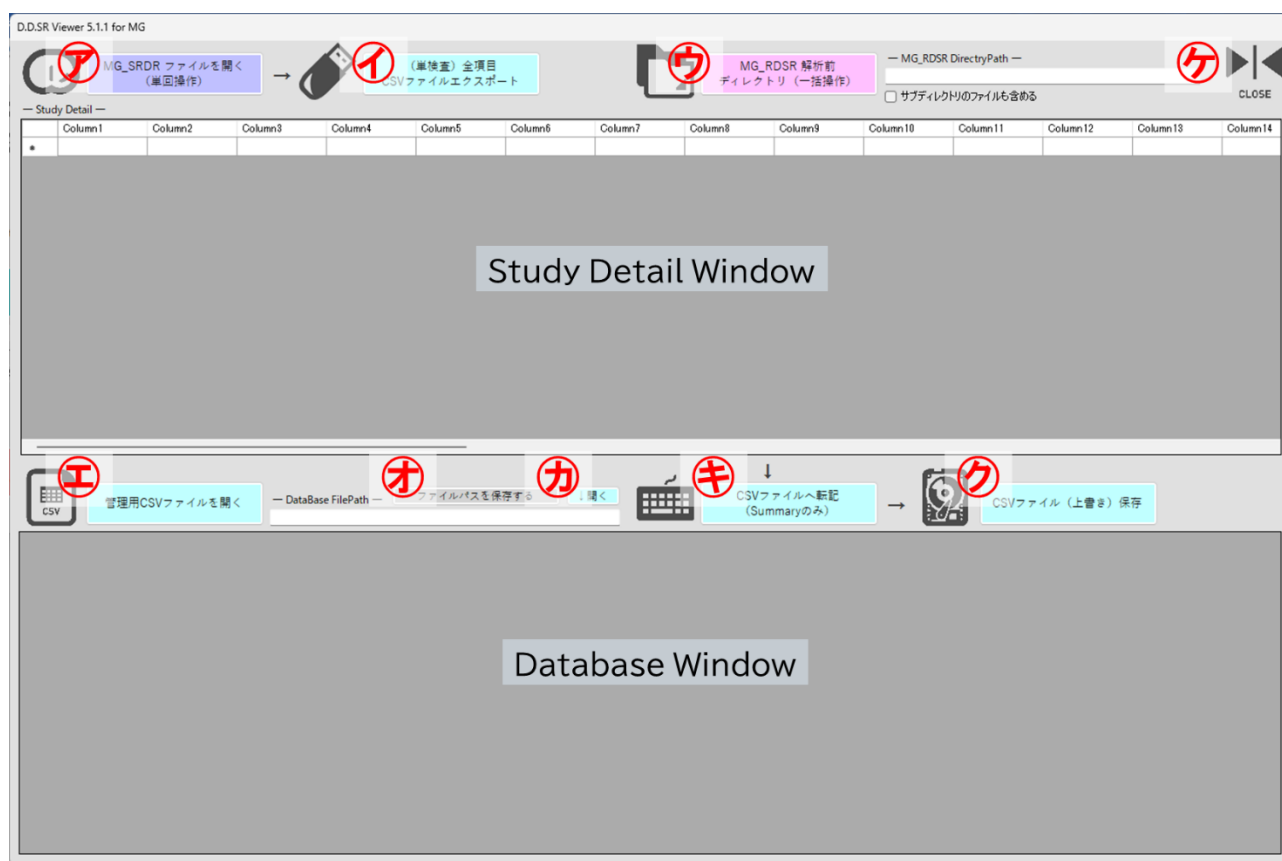 D.D.SR Viewer 5.1.1 for MG
㋐
MG_SRDR ファイルを開く
(単回操作)
→
㋑
(単検査) 全項目
CSVファイルエクスポート
㋒
MG_RDSR 解析前
ディレクトリ (一括操作)
— MG_RDSR DirectryPath —
サブディレクトリのファイルも含める
㋘
CLOSE
— Study Detail —
Column1 Column2 Column3 Column4 Column5 Column6 Column7 Column8 Column9 Column10 Column11 Column12 Column13 Column14
Study Detail Window
㋓
CSV
管理用CSVファイルを開く
— DataBase FilePath —
㋔
ファイルパスを保存する
㋕
↓開く
㋖
↓
CSVファイルへ転記
(Summaryのみ)
→
㋗
CSVファイル (上書き) 保存
Database Window